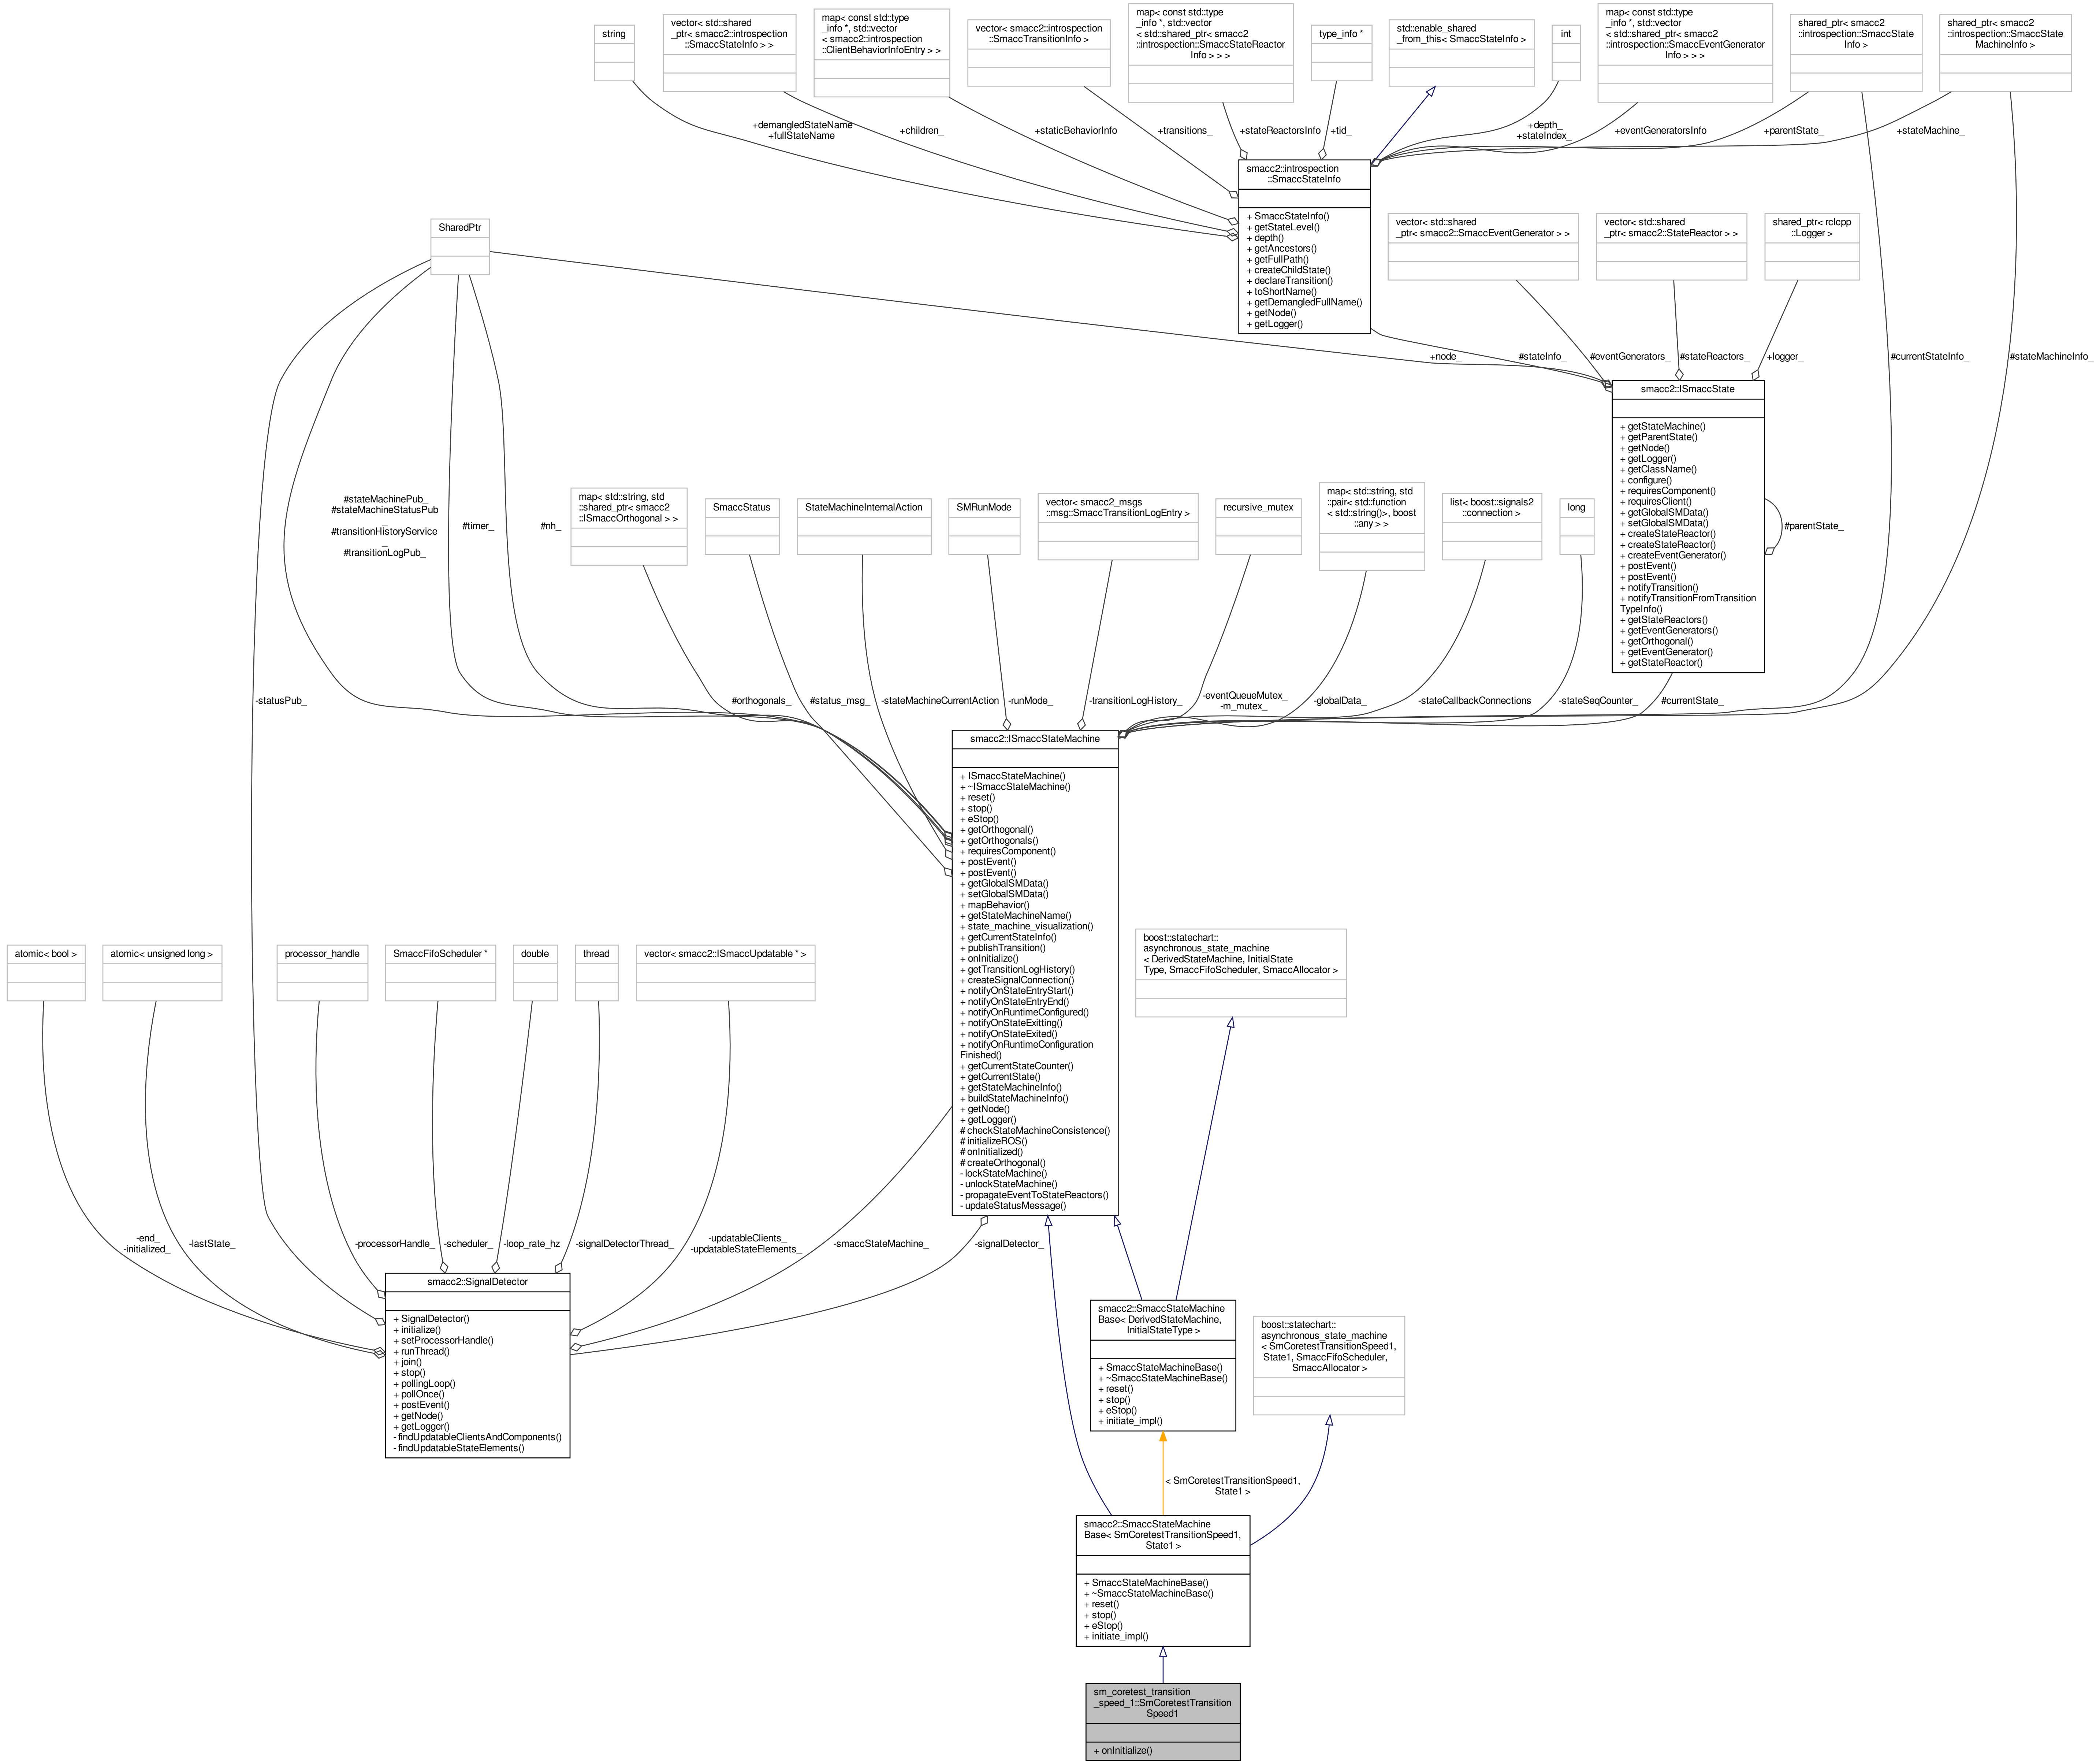 string
vector< std::shared
_ptr< smacc2::introspection
::SmaccStateInfo > >
map< const std::type
_info *, std::vector
< smacc2::introspection
::ClientBehaviorInfoEntry > >
vector< smacc2::introspection
::SmaccTransitionInfo >
map< const std::type
_info *, std::vector
< std::shared_ptr< smacc2
::introspection::SmaccStateReactor
Info > > >
type_info *
std::enable_shared
_from_this< SmaccStateInfo >
int
map< const std::type
_info *, std::vector
< std::shared_ptr< smacc2
::introspection::SmaccEventGenerator
Info > > >
shared_ptr< smacc2
::introspection::SmaccState
Info >
shared_ptr< smacc2
::introspection::SmaccState
MachineInfo >
+demangledStateName
+fullStateName
+children_
+staticBehaviorInfo
+transitions_
+stateReactorsInfo
+tid_
+depth_
+stateIndex_
+eventGeneratorsInfo
+parentState_
+stateMachine_
smacc2::introspection
::SmaccStateInfo
+ SmaccStateInfo()
+ getStateLevel()
+ depth()
+ getAncestors()
+ getFullPath()
+ createChildState()
+ declareTransition()
+ toShortName()
+ getDemangledFullName()
+ getNode()
+ getLogger()
SharedPtr
vector< std::shared
_ptr< smacc2::SmaccEventGenerator > >
vector< std::shared
_ptr< smacc2::StateReactor > >
shared_ptr< rclcpp
::Logger >
+node_
#stateInfo_
#eventGenerators_
#stateReactors_
+logger_
#currentStateInfo_
#stateMachineInfo_
smacc2::ISmaccState
+ getStateMachine()
+ getParentState()
+ getNode()
+ getLogger()
+ getClassName()
+ configure()
+ requiresComponent()
+ requiresClient()
+ getGlobalSMData()
+ setGlobalSMData()
+ createStateReactor()
+ createStateReactor()
+ createEventGenerator()
+ postEvent()
+ postEvent()
+ notifyTransition()
+ notifyTransitionFromTransition
TypeInfo()
+ getStateReactors()
+ getEventGenerators()
+ getOrthogonal()
+ getEventGenerator()
+ getStateReactor()
#parentState_
#stateMachinePub_
#stateMachineStatusPub
_
#transitionHistoryService
_
#transitionLogPub_
#timer_
#nh_
map< std::string, std
::shared_ptr< smacc2
::ISmaccOrthogonal > >
SmaccStatus
StateMachineInternalAction
SMRunMode
vector< smacc2_msgs
::msg::SmaccTransitionLogEntry >
recursive_mutex
map< std::string, std
::pair< std::function
< std::string()>, boost
::any > >
list< boost::signals2
::connection >
long
-statusPub_
#orthogonals_
#status_msg_
-stateMachineCurrentAction
-runMode_
-transitionLogHistory_
-eventQueueMutex_
-m_mutex_
-globalData_
-stateCallbackConnections
-stateSeqCounter_
#currentState_
smacc2::ISmaccStateMachine
+ ISmaccStateMachine()
+ ~ISmaccStateMachine()
+ reset()
+ stop()
+ eStop()
+ getOrthogonal()
+ getOrthogonals()
+ requiresComponent()
+ postEvent()
+ postEvent()
+ getGlobalSMData()
+ setGlobalSMData()
+ mapBehavior()
+ getStateMachineName()
+ state_machine_visualization()
+ getCurrentStateInfo()
+ publishTransition()
+ onInitialize()
+ getTransitionLogHistory()
+ createSignalConnection()
+ notifyOnStateEntryStart()
+ notifyOnStateEntryEnd()
+ notifyOnRuntimeConfigured()
+ notifyOnStateExitting()
+ notifyOnStateExited()
+ notifyOnRuntimeConfiguration
Finished()
+ getCurrentStateCounter()
+ getCurrentState()
+ getStateMachineInfo()
+ buildStateMachineInfo()
+ getNode()
+ getLogger()
# checkStateMachineConsistence()
# initializeROS()
# onInitialized()
# createOrthogonal()
- lockStateMachine()
- unlockStateMachine()
- propagateEventToStateReactors()
- updateStatusMessage()
atomic< bool >
atomic< unsigned long >
processor_handle
SmaccFifoScheduler *
double
thread
vector< smacc2::ISmaccUpdatable * >
boost::statechart::
asynchronous_state_machine
< DerivedStateMachine, InitialState
Type, SmaccFifoScheduler, SmaccAllocator >
-end_
-initialized_
-lastState_
-processorHandle_
-scheduler_
-loop_rate_hz
-signalDetectorThread_
-updatableClients_
-updatableStateElements_
-smaccStateMachine_
-signalDetector_
smacc2::SignalDetector
+ SignalDetector()
+ initialize()
+ setProcessorHandle()
+ runThread()
+ join()
+ stop()
+ pollingLoop()
+ pollOnce()
+ postEvent()
+ getNode()
+ getLogger()
- findUpdatableClientsAndComponents()
- findUpdatableStateElements()
smacc2::SmaccStateMachine
Base< DerivedStateMachine,
InitialStateType >
+ SmaccStateMachineBase()
+ ~SmaccStateMachineBase()
+ reset()
+ stop()
+ eStop()
+ initiate_impl()
boost::statechart::
asynchronous_state_machine
< SmCoretestTransitionSpeed1,
State1, SmaccFifoScheduler,
SmaccAllocator >
< SmCoretestTransitionSpeed1,
State1 >
smacc2::SmaccStateMachine
Base< SmCoretestTransitionSpeed1,
State1 >
+ SmaccStateMachineBase()
+ ~SmaccStateMachineBase()
+ reset()
+ stop()
+ eStop()
+ initiate_impl()
sm_coretest_transition
_speed_1::SmCoretestTransition
Speed1
+ onInitialize()